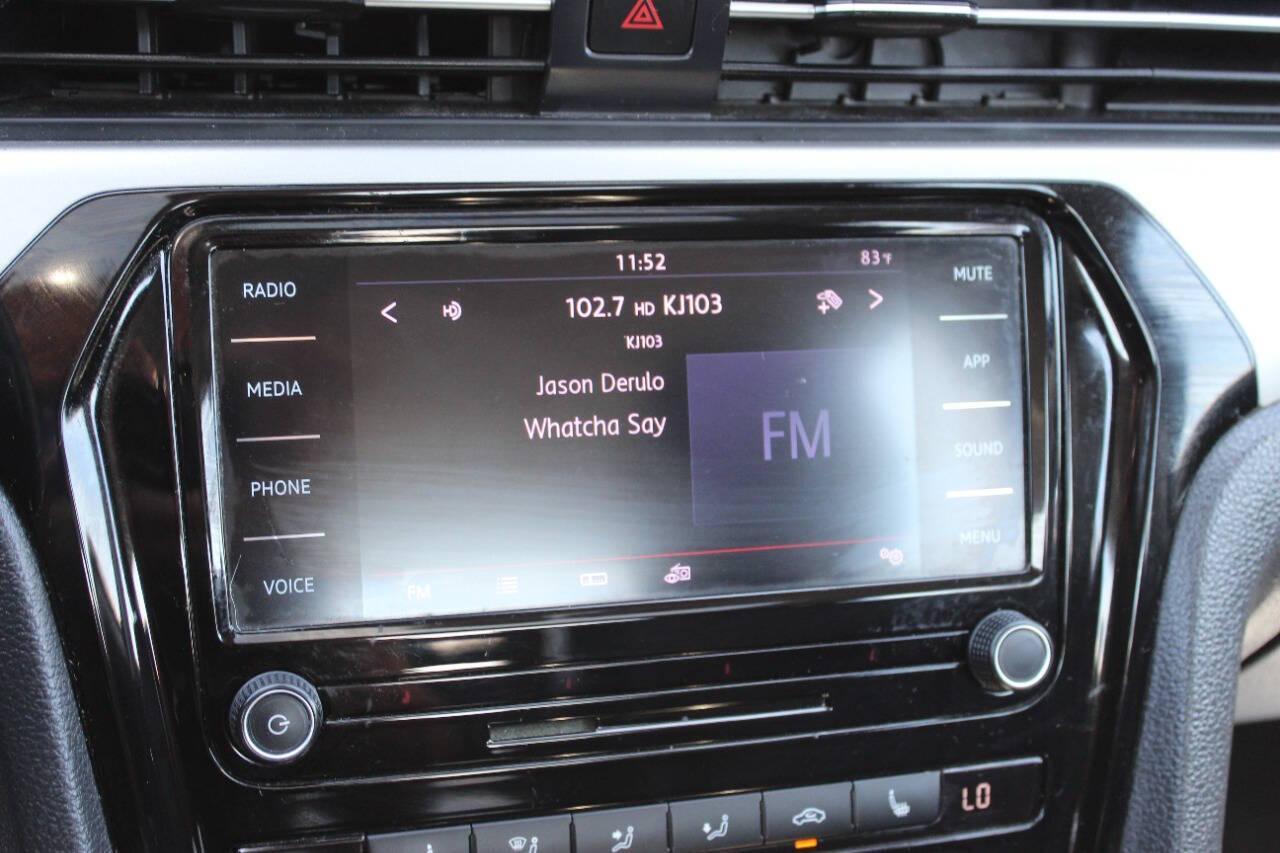 11:52
83°F
RADIO
MEDIA
PHONE
VOICE
102.7 HD KJ103
KJ103
Jason Derulo
Whatcha Say
FM
FM
MUTE
APP
SOUND
MENU
LO